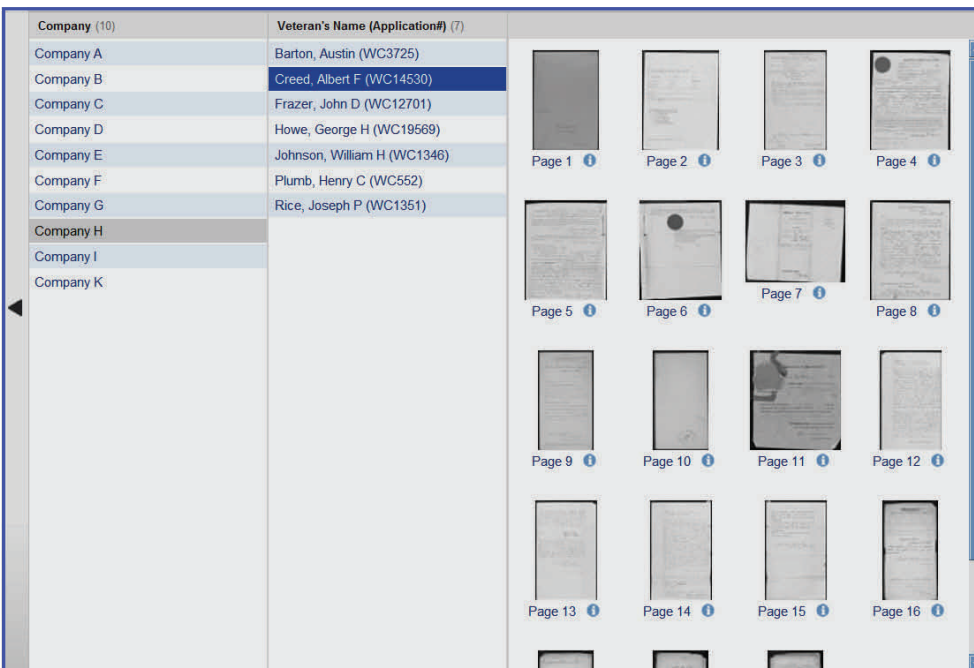 Company (10)
Company A
Company B
Company C
Company D
Company E
Company F
Company G
Company H
Company I
Company K
Veteran's Name (Application#) (7)
Barton, Austin (WC3725)
Creed, Albert F (WC14530)
Frazer, John D (WC12701)
Howe, George H (WC19569)
Johnson, William H (WC1346)
Plumb, Henry C (WC552)
Rice, Joseph P (WC1351)
Page 1
Page 2
Page 3
Page 4
Page 5
Page 6
Page 7
Page 8
Page 9
Page 10
Page 11
Page 12
Page 13
Page 14
Page 15
Page 16